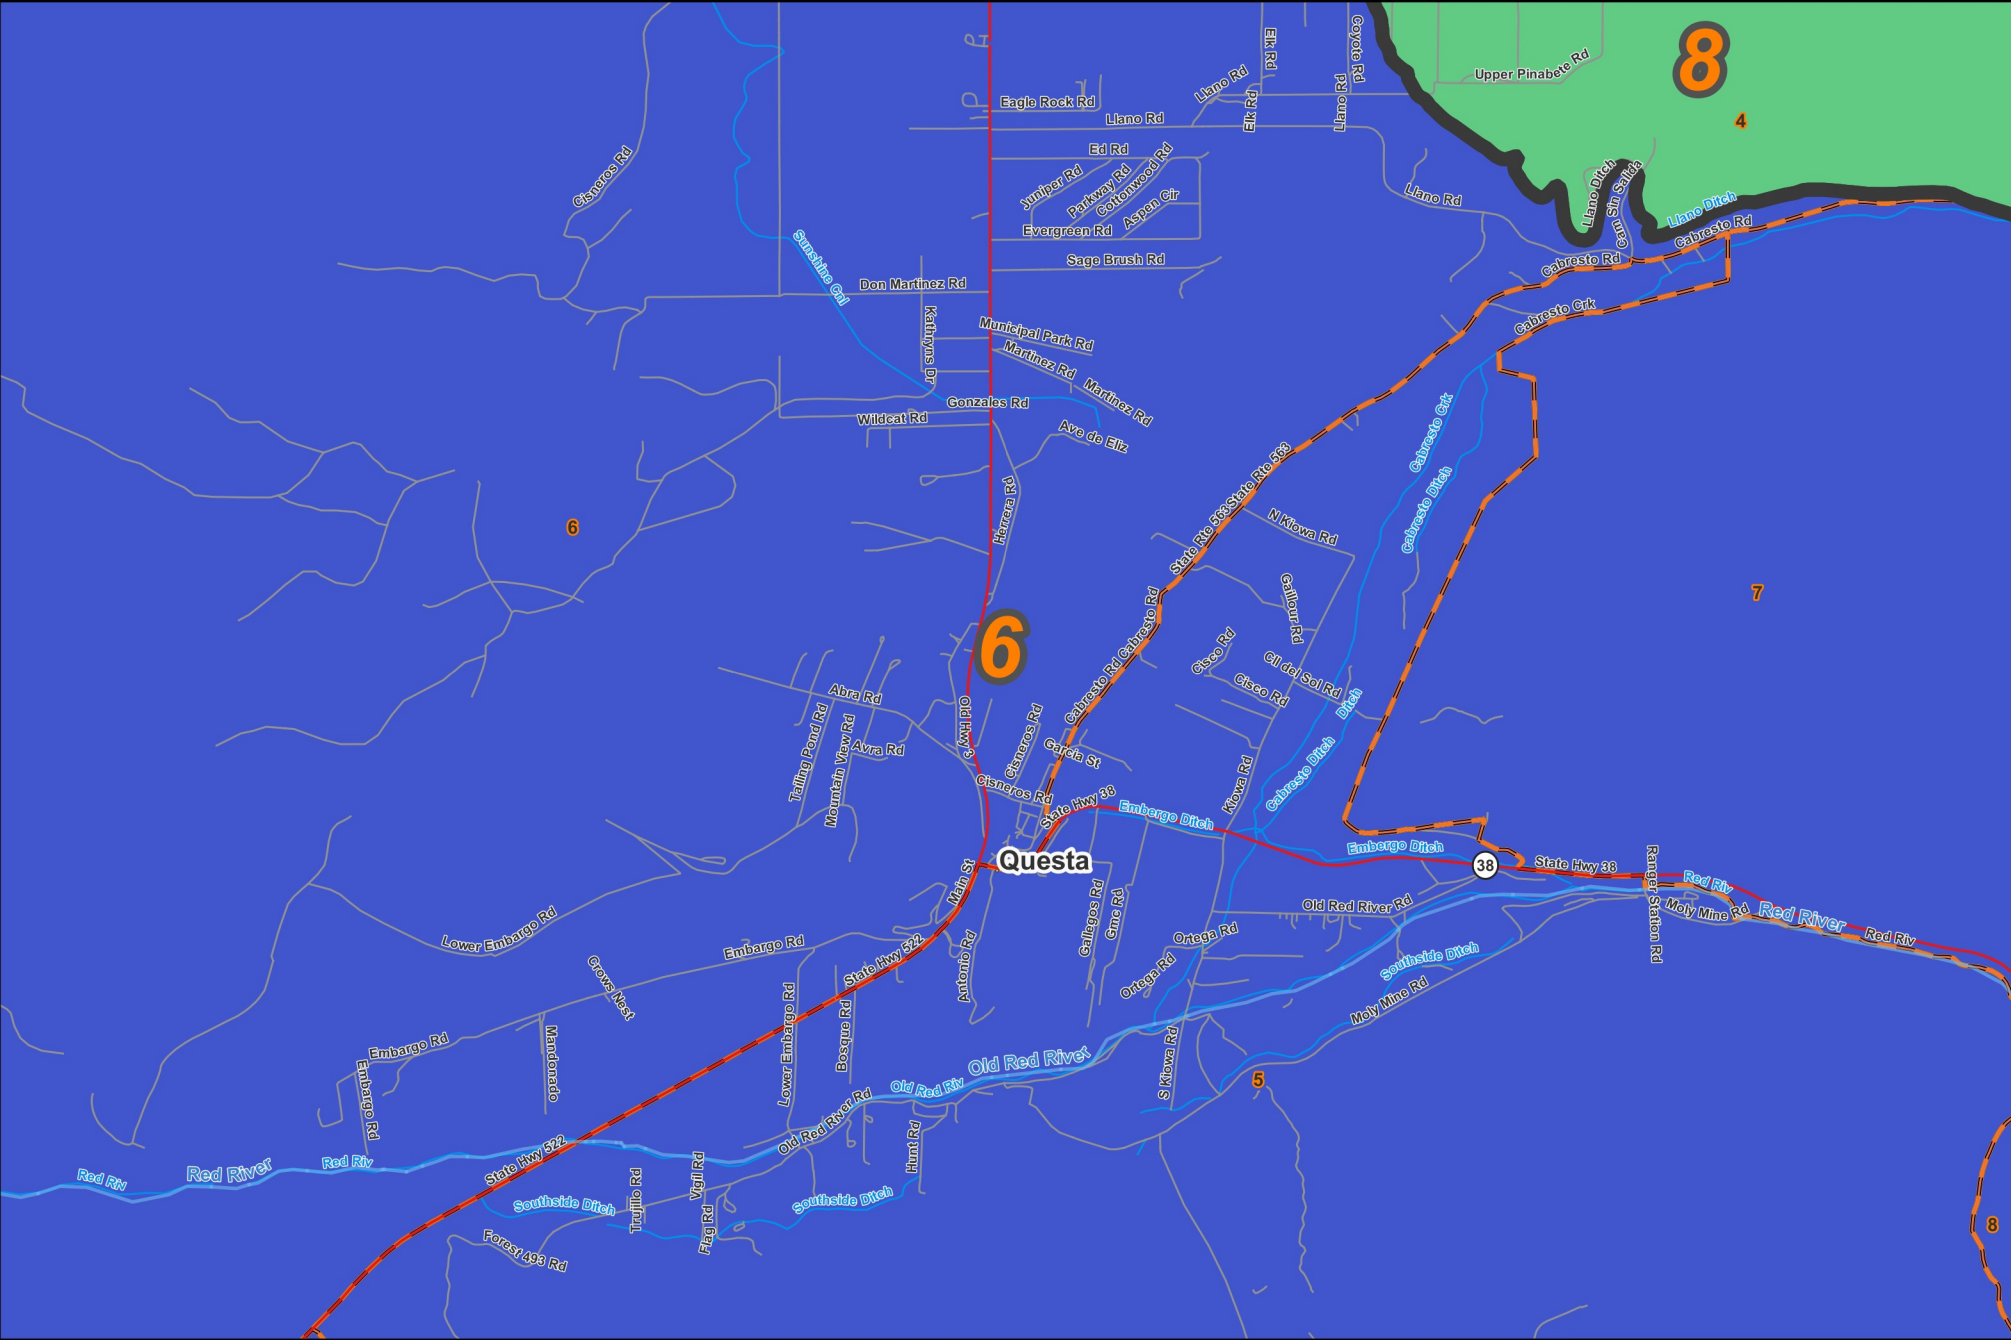 Elk Rd
Coyote Rd
8
Upper Pinabete Rd
Llano Rd
Eagle Rock Rd
Elk Rd
Llano Rd
Llano Rd
4
Ed Rd
Cisneros Rd
Juniper Rd
Parkway Rd
Cottonwood Rd
Aspen Cir
Llano Rd
Llano Ditch
Cam Sin Salida
Llano Ditch
Evergreen Rd
Cabresto Rd
Sage Brush Rd
Cabresto Rd
Sunshine Cnl
Don Martinez Rd
Kathryns Dr
Municipal Park Rd
Cabresto Crk
Martinez Rd
Martinez Rd
Gonzales Rd
Wildcat Rd
Ave de Eliz
Cabresto Crk
State Rte 563
State Rte 563
Herrera Rd
Cabresto Ditch
N Kiowa Rd
6
7
Gaillour Rd
Cabresto Rd
6
Cisco Rd
Cll del Sol Rd
Cabresto Rd
Cisco Rd
Abra Rd
Ditch
Old Hwy 3
Cisneros Rd
Tailing Pond Rd
Mountain View Rd
Avra Rd
Garcia St
Cabresto Ditch
Kiowa Rd
Cisneros Rd
State Hwy 38
Embergo Ditch
Embergo Ditch
Questa
38
State Hwy 38
Ranger Station Rd
Main St
Red Riv
Gallegos Rd
Gmc Rd
Old Red River Rd
Moly Mine Rd
Red River
Red Riv
Lower Embargo Rd
Embargo Rd
State Hwy 522
Antonio Rd
Ortega Rd
Ortega Rd
Southside Ditch
Crows Nest
Moly Mine Rd
Lower Embargo Rd
Bosque Rd
Embargo Rd
Mandonado
Embargo Rd
Old Red River
S Kiowa Rd
5
Old Red Riv
Old Red River Rd
Hunt Rd
State Hwy 522
Red Riv
Red River
Red Riv
Trujillo Rd
Vigil Rd
Southside Ditch
Southside Ditch
Flag Rd
Forest 493 Rd
8